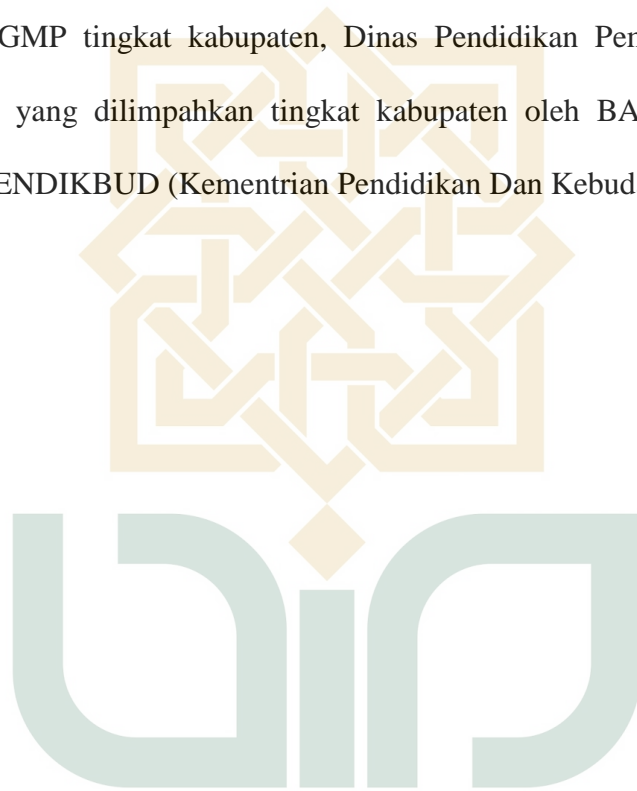 GMP tingkat kabupaten, Dinas Pendidikan Pen
yang dilimpahkan tingkat kabupaten oleh BA
ENDIKBUD (Kementrian Pendidikan Dan Kebud